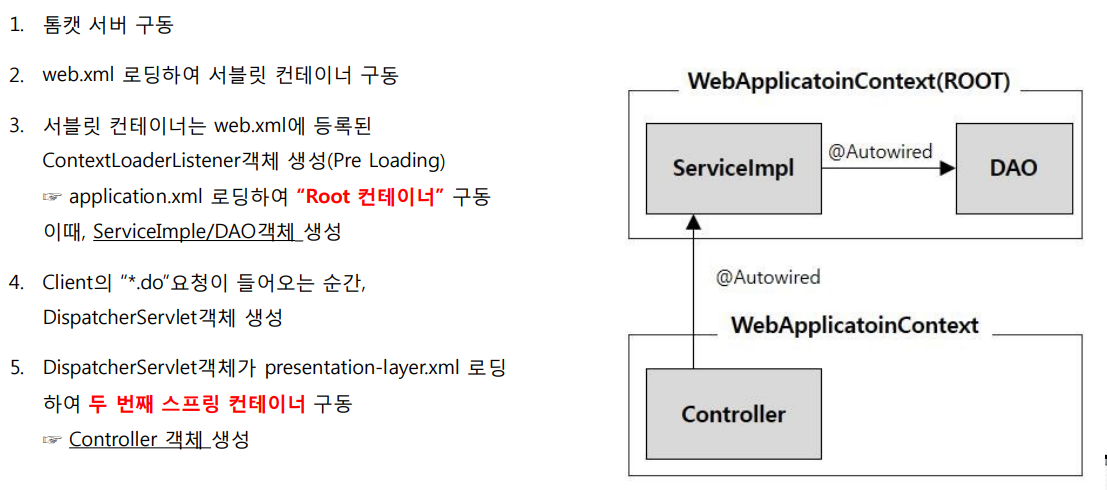 1. 톰캣 서버 구동
2. web.xml 로딩하여 서블릿 컨테이너 구동
3. 서블릿 컨테이너는 web.xml에 등록된
ContextLoaderListener객체 생성(Pre Loading)
☞ application.xml 로딩하여 “Root 컨테이너” 구동
이때, ServiceImple/DAO객체 생성
4. Client의 “*.do”요청이 들어오는 순간,
DispatcherServlet객체 생성
5. DispatcherServlet객체가 presentation-layer.xml 로딩
하여 두 번째 스프링 컨테이너 구동
☞ Controller 객체 생성
WebApplicatoinContext(ROOT)
ServiceImpl
@Autowired
DAO
@Autowired
WebApplicatoinContext
Controller